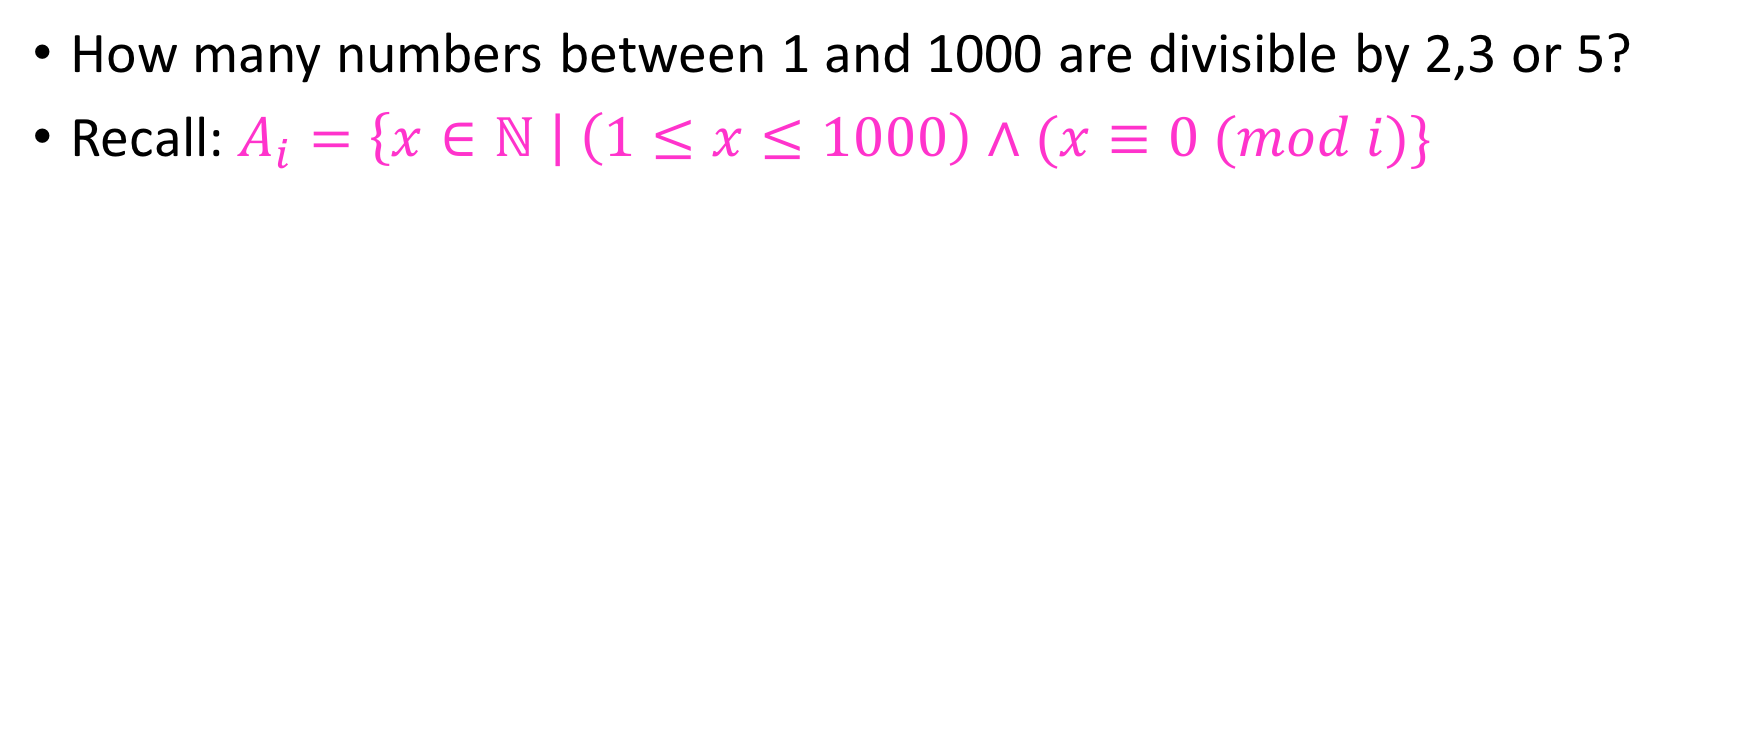 • How many numbers between 1 and 1000 are divisible by 2,3 or 5?
• Recall: 𝐴ᵢ = {𝑥 ∈ ℕ | (1 ≤ 𝑥 ≤ 1000) ∧ (𝑥 ≡ 0 (𝑚𝑜𝑑 𝑖)}